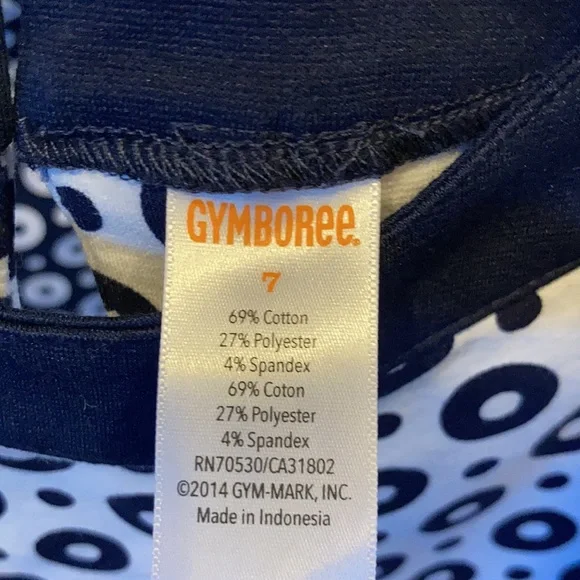 GYMBOREE.
7
69% Cotton
27% Polyester
4% Spandex
69% Coton
27% Polyester
4% Spandex
RN70530/CA31802
©2014 GYM-MARK, INC.
Made in Indonesia